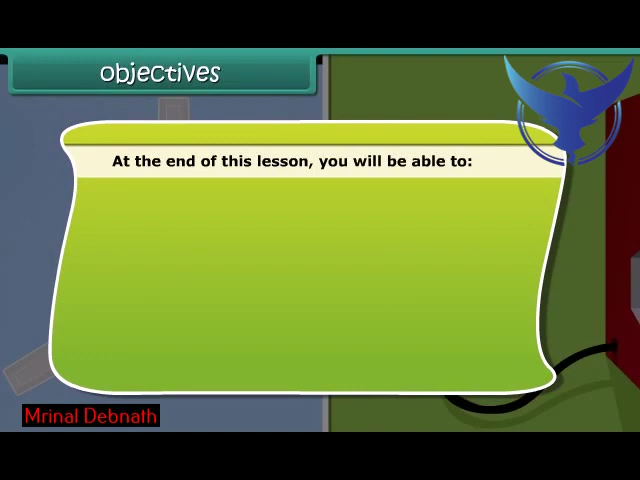 objectives
At the end of this lesson, you will be able to:
Mrinal Debnath